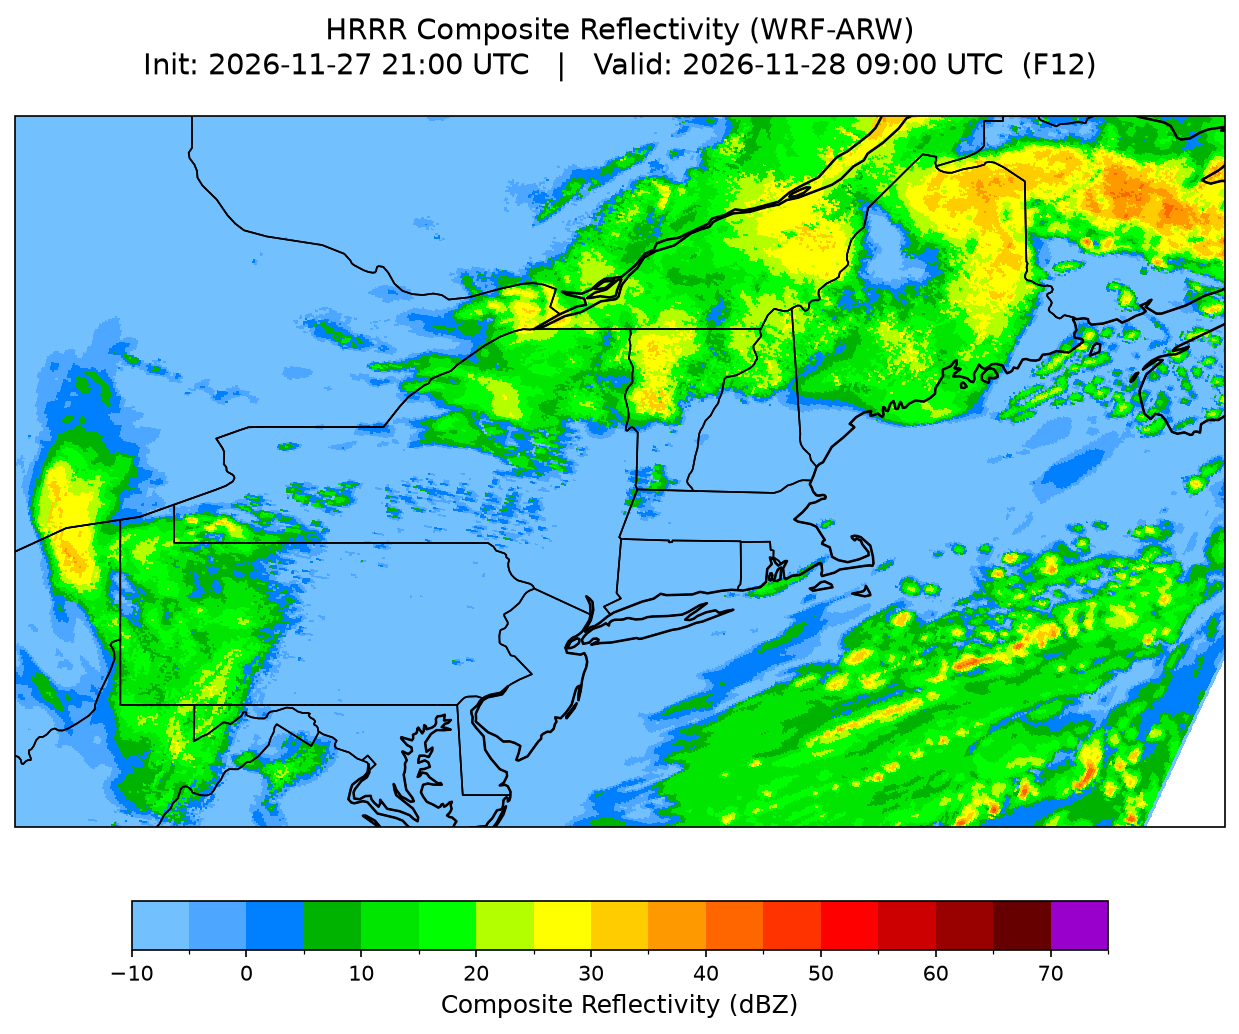 HRRR Composite Reflectivity (WRF-ARW)
Init: 2026-11-27 21:00 UTC   |   Valid: 2026-11-28 09:00 UTC  (F12)
−10 0 10 20 30 40 50 60 70
Composite Reflectivity (dBZ)